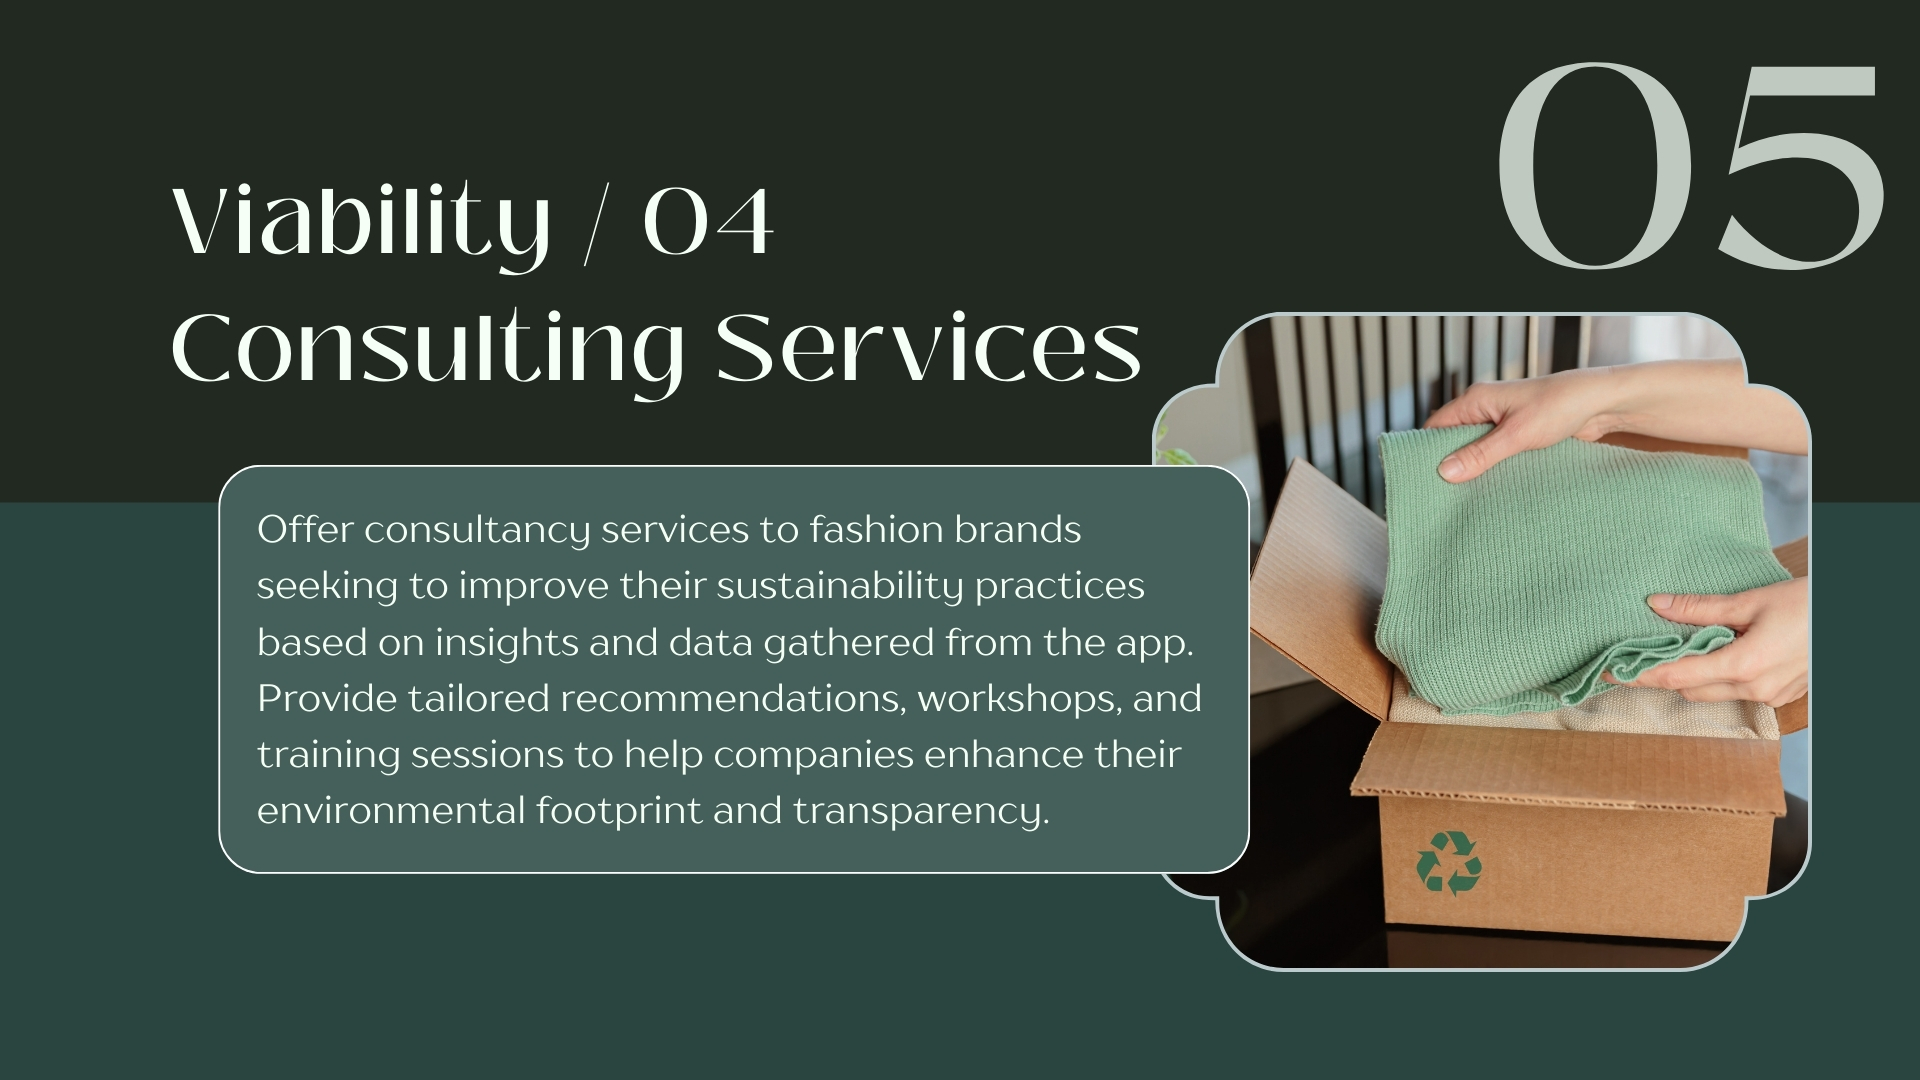 05
Viability / 04
Consulting Services
Offer consultancy services to fashion brands
seeking to improve their sustainability practices
based on insights and data gathered from the app.
Provide tailored recommendations, workshops, and
training sessions to help companies enhance their
environmental footprint and transparency.